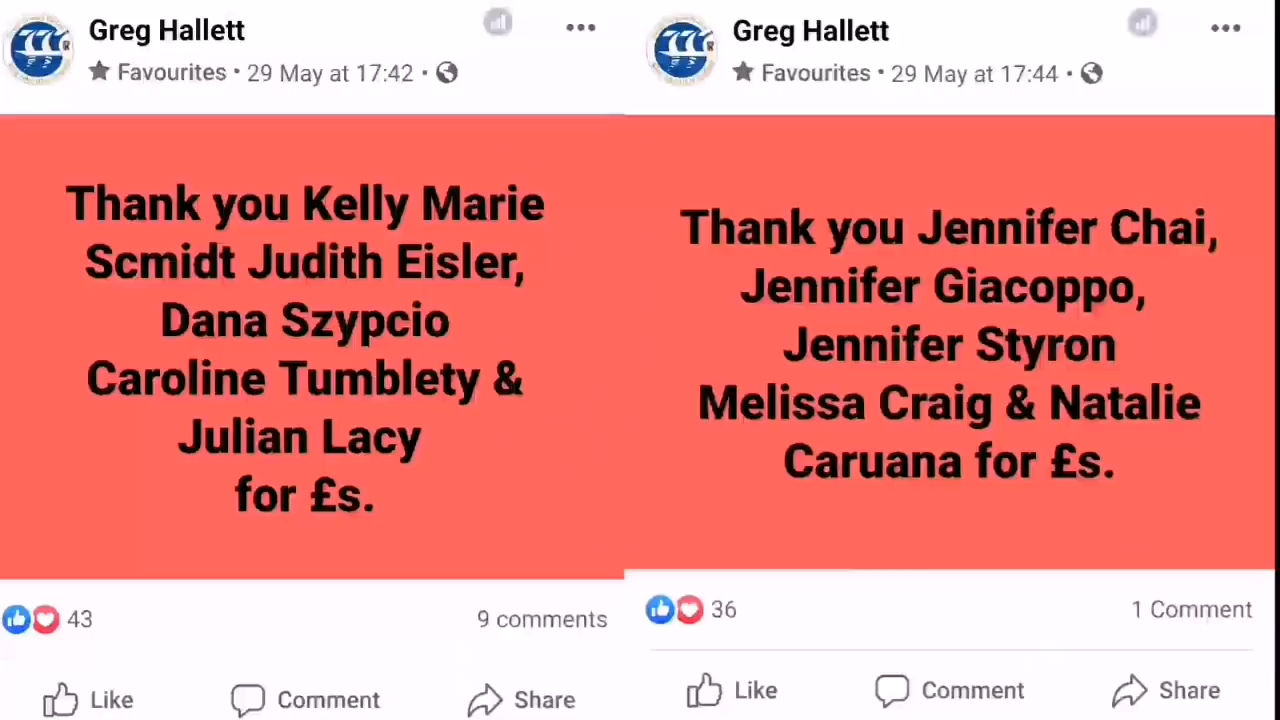 Greg Hallett
Favourites • 29 May at 17:42 •
Thank you Kelly Marie
Scmidt Judith Eisler,
Dana Szypcio
Caroline Tumblety &
Julian Lacy
for £s.
43
9 comments
Like
Comment
Share
Greg Hallett
Favourites • 29 May at 17:44 •
Thank you Jennifer Chai,
Jennifer Giacoppo,
Jennifer Styron
Melissa Craig & Natalie
Caruana for £s.
36
1 Comment
Like
Comment
Share